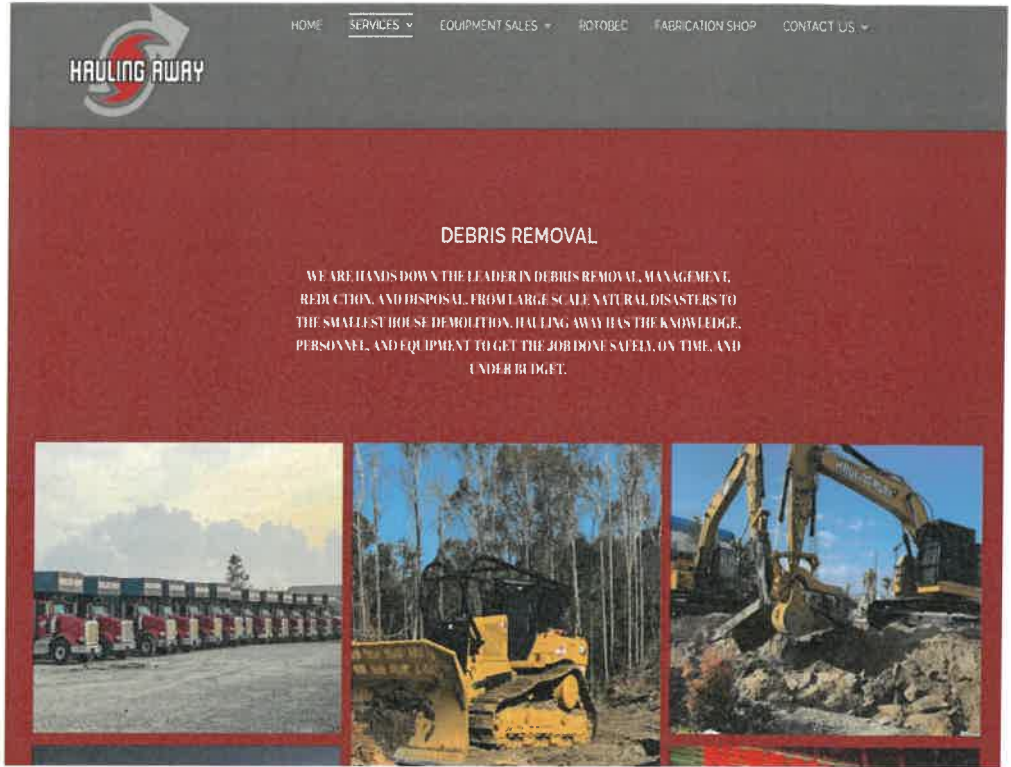 HAULING AWAY
HOME SERVICES EQUIPMENT SALES ROTOBEC FABRICATION SHOP CONTACT US
DEBRIS REMOVAL
WE ARE HANDS DOWN THE LEADER IN DEBRIS REMOVAL, MANAGEMENT,
REDUCTION, AND DISPOSAL. FROM LARGE SCALE NATURAL DISASTERS TO
THE SMALLEST HOUSE DEMOLITION, HAULING AWAY HAS THE KNOWLEDGE,
PERSONNEL, AND EQUIPMENT TO GET THE JOB DONE SAFELY, ON TIME, AND
UNDER BUDGET.
HAULING AWAY